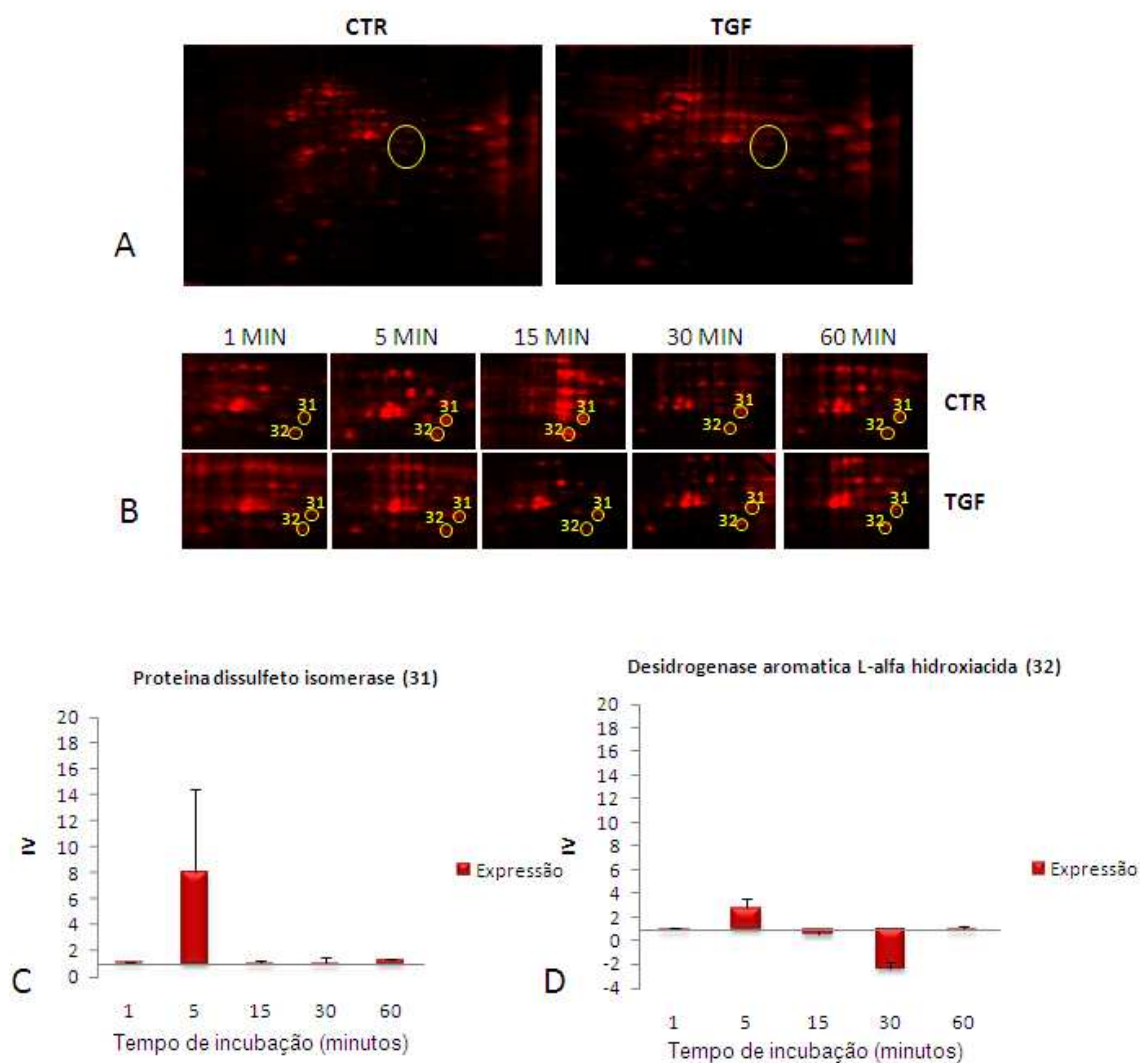 CTR TGF
A
1 MIN 5 MIN 15 MIN 30 MIN 60 MIN
31 31 31 31 31
32 32 32 32 32
CTR
31 31 31 31 31
32 32 32 32 32
B
TGF
Proteina dissulfeto isomerase (31)
20
18
16
14
12
10
8
6
4
2
0
IV
Expressão
C
1 5 15 30 60
Tempo de incubação (minutos)
Desidrogenase aromatica L-alfa hidroxiacida (32)
20
18
16
14
12
10
8
6
4
2
0
-2
-4
IV
Expressão
D
1 5 15 30 60
Tempo de incubação (minutos)